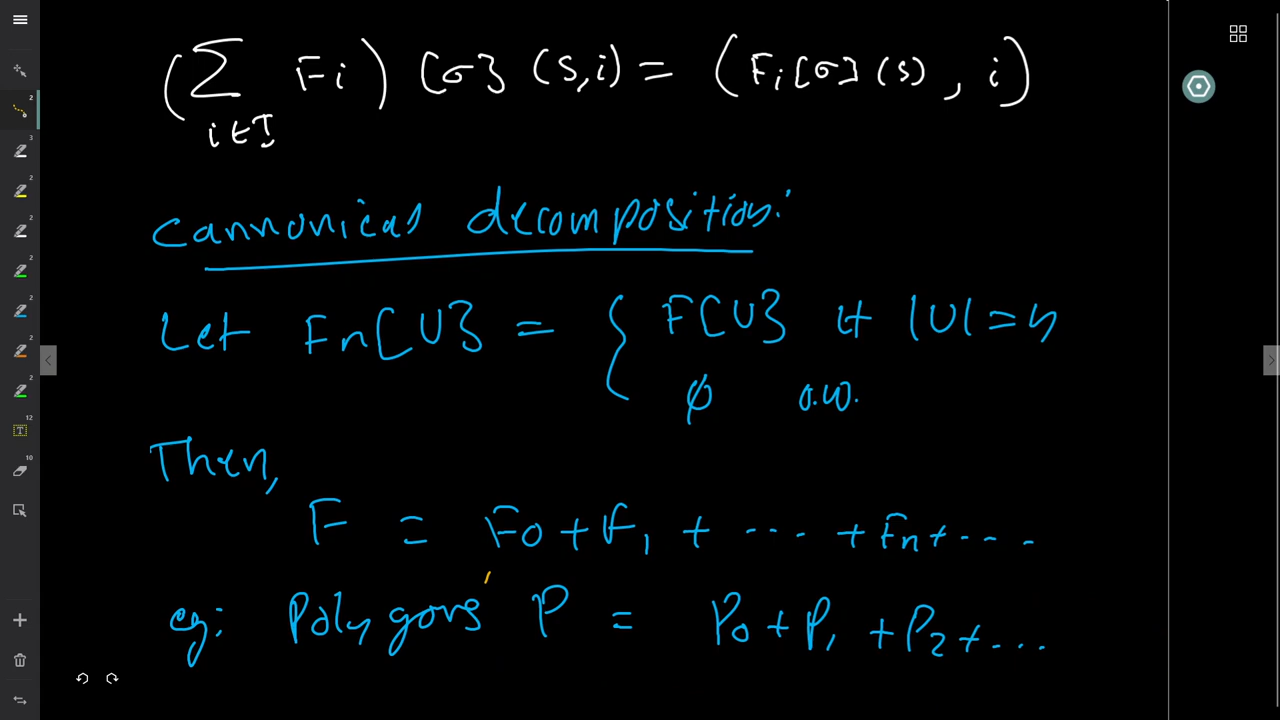 (∑ Fi) [σ] (s,i) = (Fi[σ](s), i)
i∈I
cannonical decomposition:
Let Fn[U] = { F[U] if |U| = n
φ o.w.
Then,
F = F0 + F1 + ... + Fn + ...
eg: Polygons P = P0 + P1 + P2 + ...